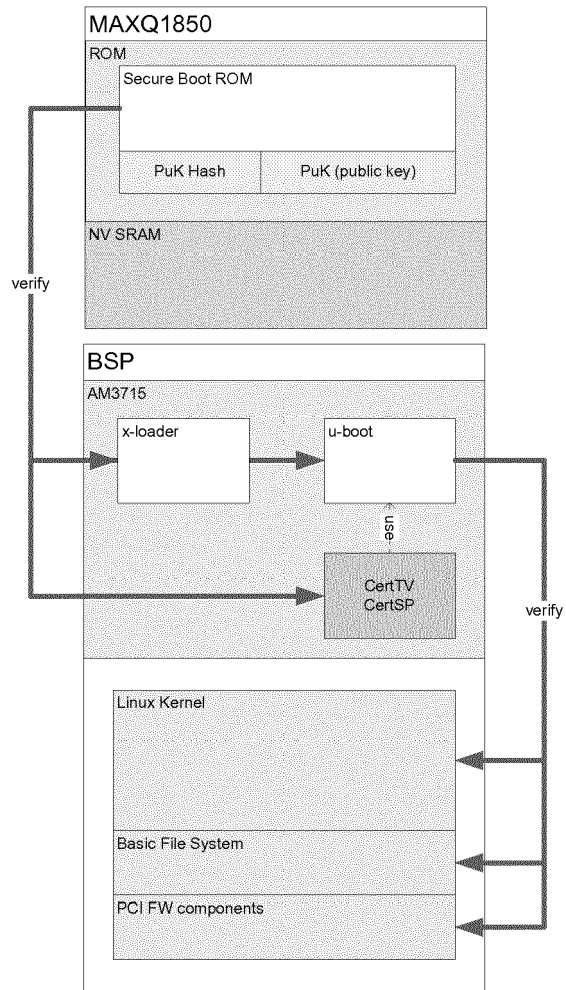 MAXQ1850
ROM
Secure Boot ROM
PuK Hash
PuK (public key)
NV SRAM
verify
BSP
AM3715
x-loader
u-boot
use
CertTV
CertSP
verify
Linux Kernel
Basic File System
PCI FW components